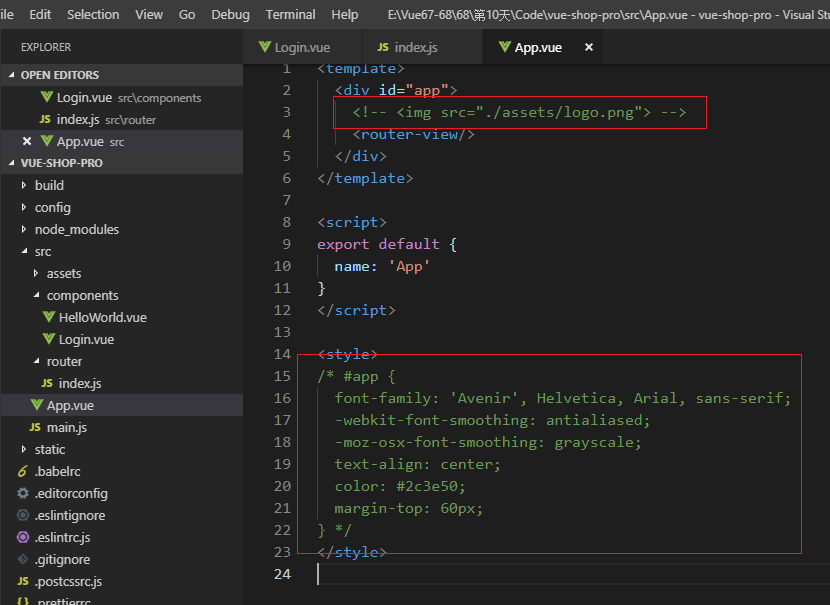 ile Edit Selection View Go Debug Terminal Help E:\Vue67-68\68\第10天\Code\vue-shop-pro\src\App.vue - vue-shop-pro - Visual Stu
EXPLORER
Login.vue JS index.js App.vue ×
OPEN EDITORS
Login.vue src\components
JS index.js src\router
× App.vue src
VUE-SHOP-PRO
build
config
node_modules
src
assets
components
HelloWorld.vue
Login.vue
router
JS index.js
App.vue
JS main.js
static
.babelrc
.editorconfig
.eslintignore
.eslintrc.js
.gitignore
JS .postcssrc.js
{} .prettierrc
1 <template>
2 <div id="app">
3 <!-- <img src="./assets/logo.png"> -->
4 <router-view/>
5 </div>
6 </template>
7
8 <script>
9 export default {
10 name: 'App'
11 }
12 </script>
13
14 <style>
15 /* #app {
16 font-family: 'Avenir', Helvetica, Arial, sans-serif;
17 -webkit-font-smoothing: antialiased;
18 -moz-osx-font-smoothing: grayscale;
19 text-align: center;
20 color: #2c3e50;
21 margin-top: 60px;
22 } */
23 </style>
24